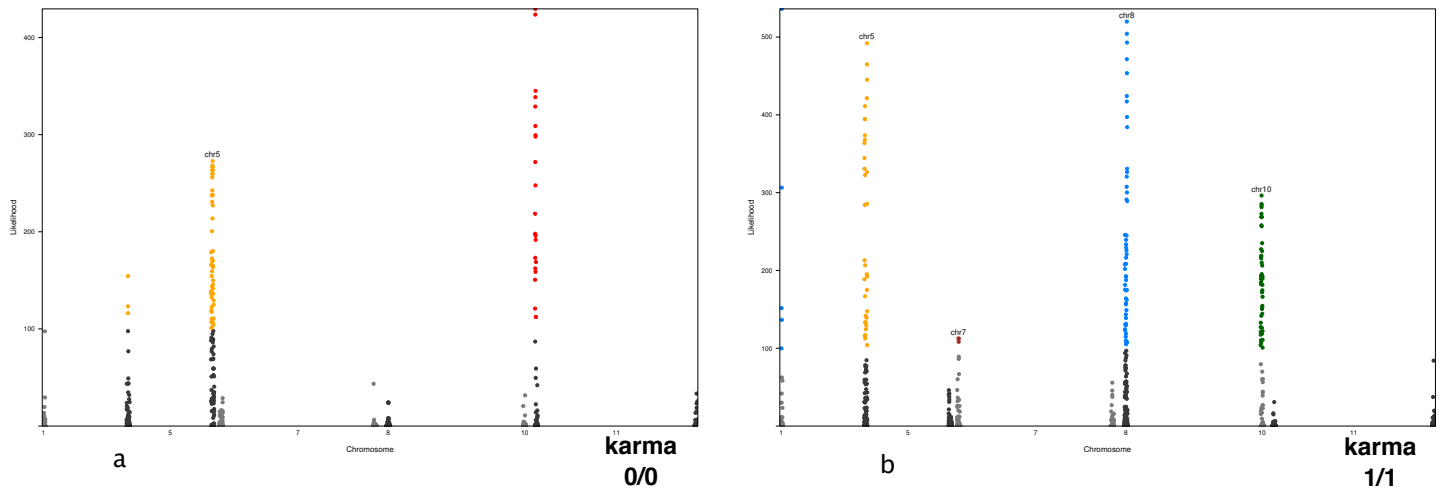 400
300
200
100
Likelihood
chr5
1 5 7 8 10 11
Chromosome
a
karma
0/0
500
400
300
200
100
Likelihood
chr5
chr7
chr8
chr10
1 5 7 8 10 11
Chromosome
b
karma
1/1